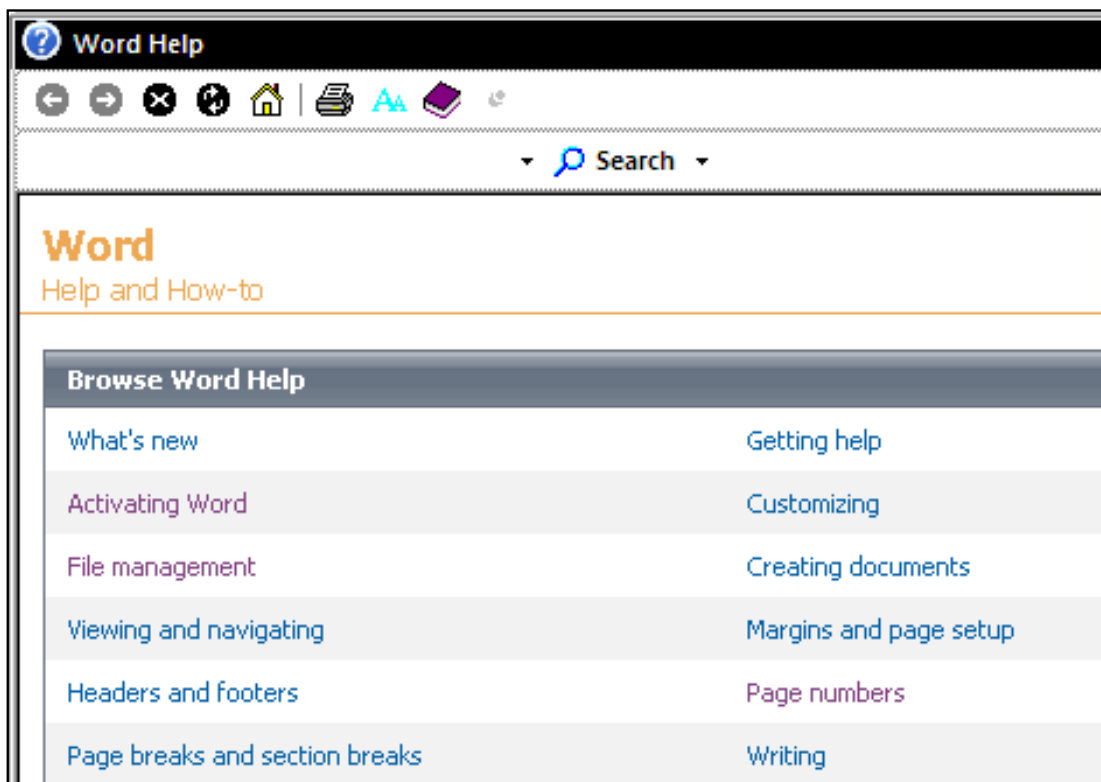 Word Help
Search
Word
Help and How-to
Browse Word Help
What's new
Getting help
Activating Word
Customizing
File management
Creating documents
Viewing and navigating
Margins and page setup
Headers and footers
Page numbers
Page breaks and section breaks
Writing